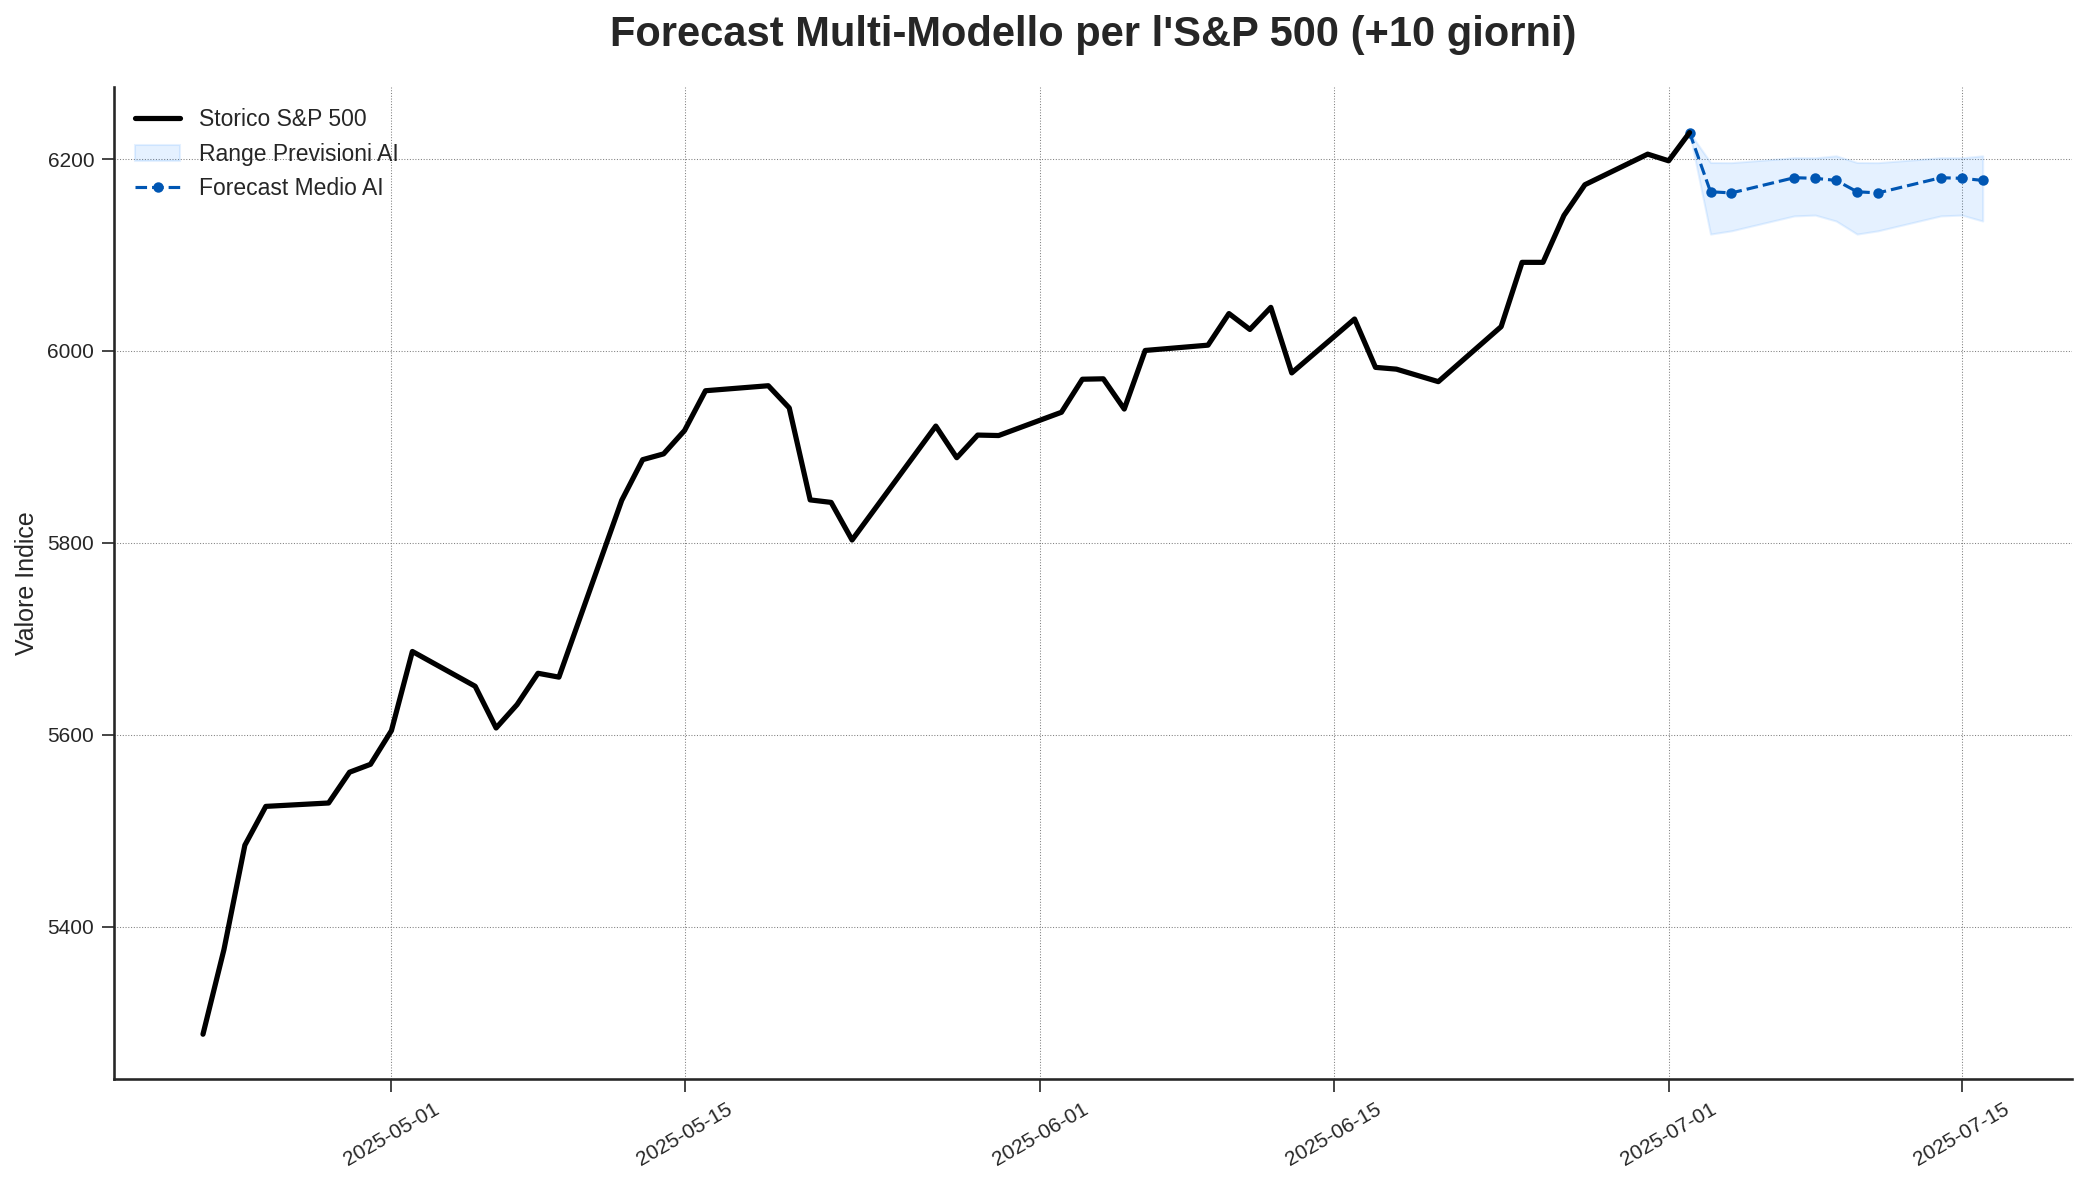 Forecast Multi-Modello per l'S&P 500 (+10 giorni)
Storico S&P 500
Range Previsioni AI
Forecast Medio AI
Valore Indice
6200
6000
5800
5600
5400
2025-05-01
2025-05-15
2025-06-01
2025-06-15
2025-07-01
2025-07-15